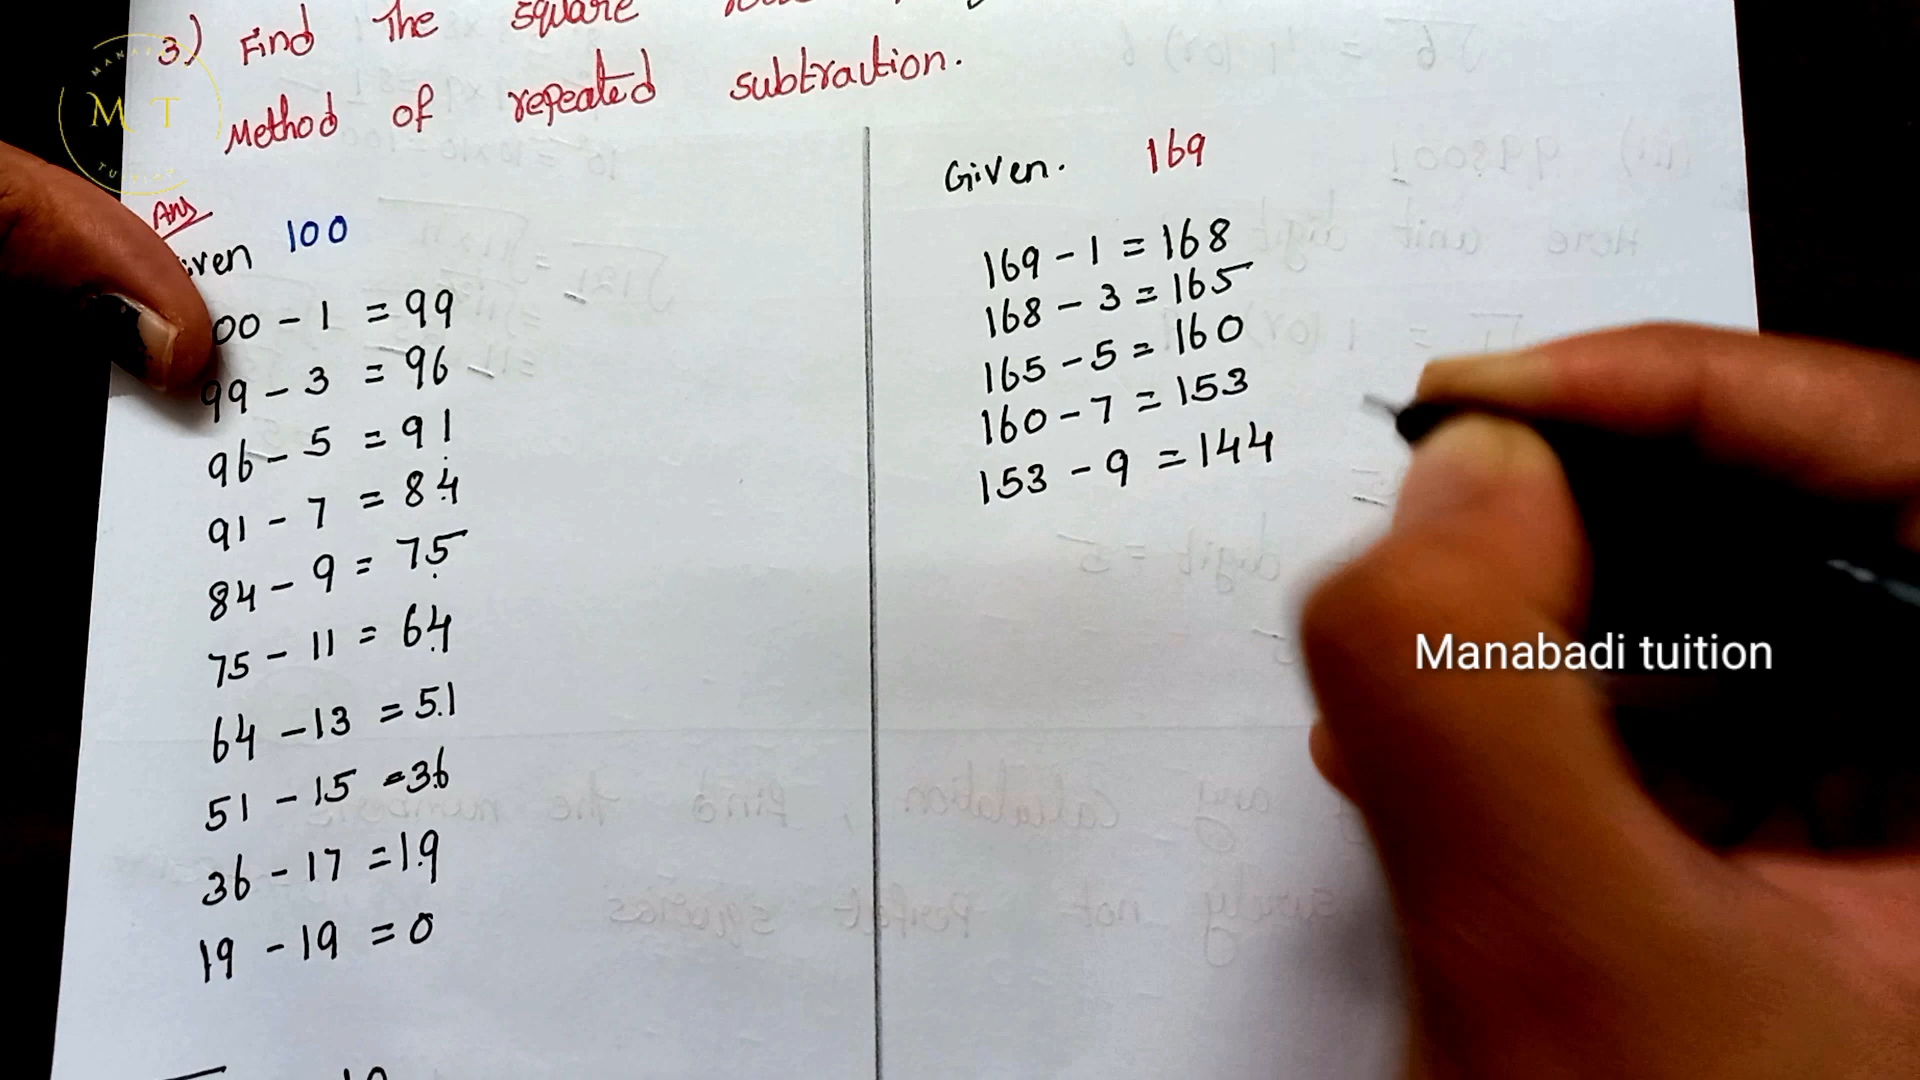 3) Find the square
Method of repeated subtraction.
Ans
100
00 - 1 = 99
99 - 3 = 96
96 - 5 = 91
91 - 7 = 84
84 - 9 = 75
75 - 11 = 64
64 - 13 = 51
51 - 15 = 36
36 - 17 = 19
19 - 19 = 0
Given. 169
169 - 1 = 168
168 - 3 = 165
165 - 5 = 160
160 - 7 = 153
153 - 9 = 144
M T
Manabadi tuition